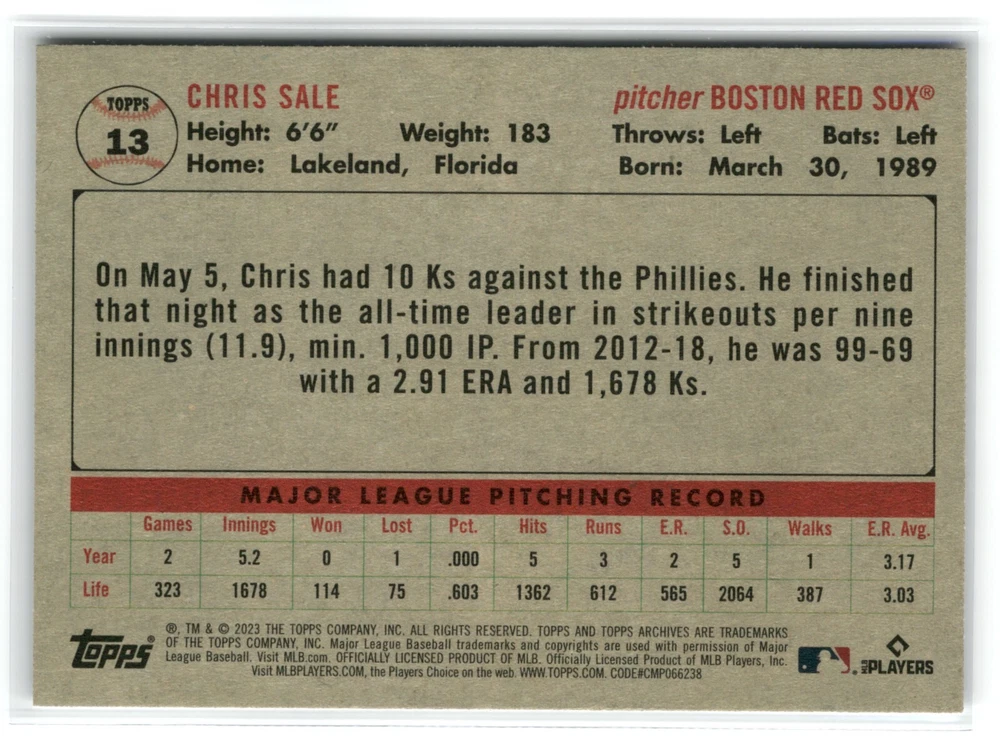 TOPPS
13
CHRIS SALE
pitcher BOSTON RED SOX®
Height: 6'6" Weight: 183 Throws: Left Bats: Left
Home: Lakeland, Florida Born: March 30, 1989
On May 5, Chris had 10 Ks against the Phillies. He finished
that night as the all-time leader in strikeouts per nine
innings (11.9), min. 1,000 IP. From 2012-18, he was 99-69
with a 2.91 ERA and 1,678 Ks.
MAJOR LEAGUE PITCHING RECORD
Games Innings Won Lost Pct. Hits Runs E.R. S.O. Walks E.R. Avg.
Year 2 5.2 0 1 .000 5 3 2 5 1 3.17
Life 323 1678 114 75 .603 1362 612 565 2064 387 3.03
topps®
®, TM & © 2023 THE TOPPS COMPANY, INC. ALL RIGHTS RESERVED. TOPPS AND TOPPS ARCHIVES ARE TRADEMARKS
OF THE TOPPS COMPANY, INC. Major League Baseball trademarks and copyrights are used with permission of Major
League Baseball. Visit MLB.com. OFFICIALLY LICENSED PRODUCT OF MLB. Officially Licensed Product of MLB Players, Inc.
Visit MLBPLAYERS.COM, the Players Choice on the web. WWW.TOPPS.COM. CODE#CMP066238
MLB PLAYERS